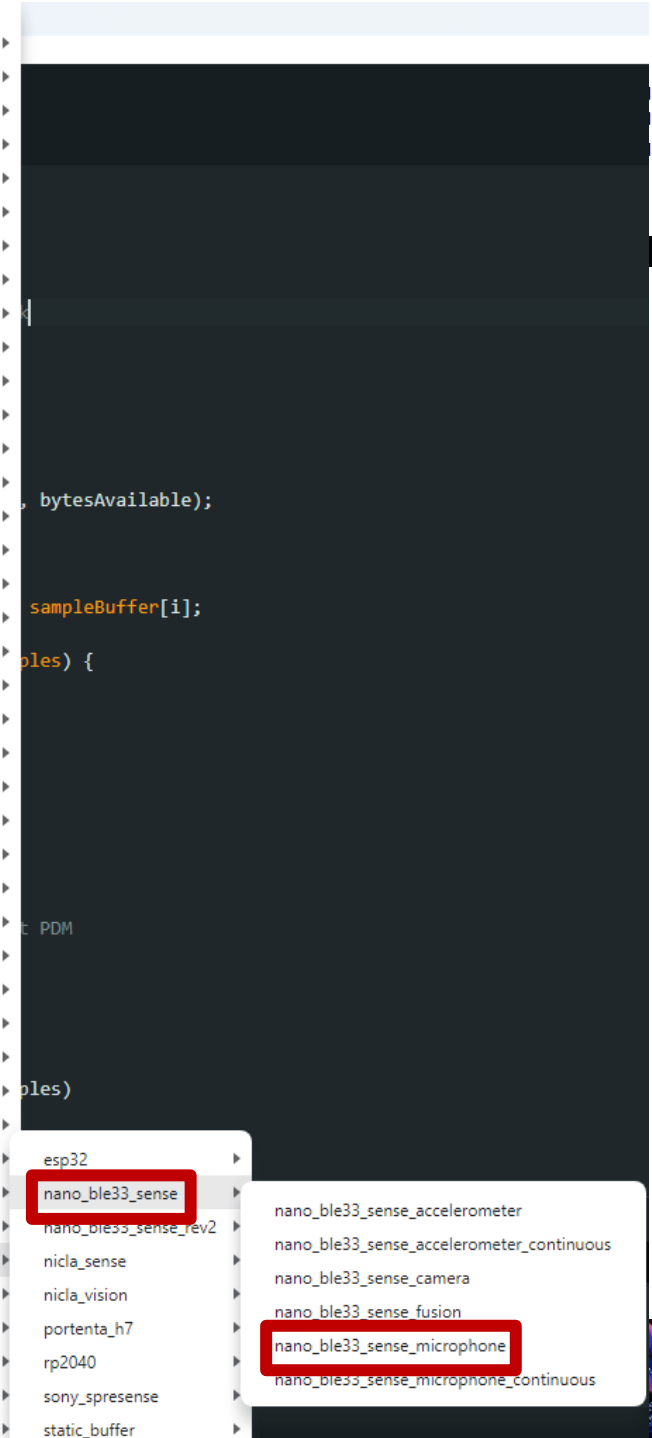 , bytesAvailable);
sampleBuffer[i];
ples) {
t PDM
ples)
esp32
nano_ble33_sense
nano_ble33_sense_rev2
nicla_sense
nicla_vision
portenta_h7
rp2040
sony_spresense
static_buffer
nano_ble33_sense_accelerometer
nano_ble33_sense_accelerometer_continuous
nano_ble33_sense_camera
nano_ble33_sense_fusion
nano_ble33_sense_microphone
nano_ble33_sense_microphone_continuous